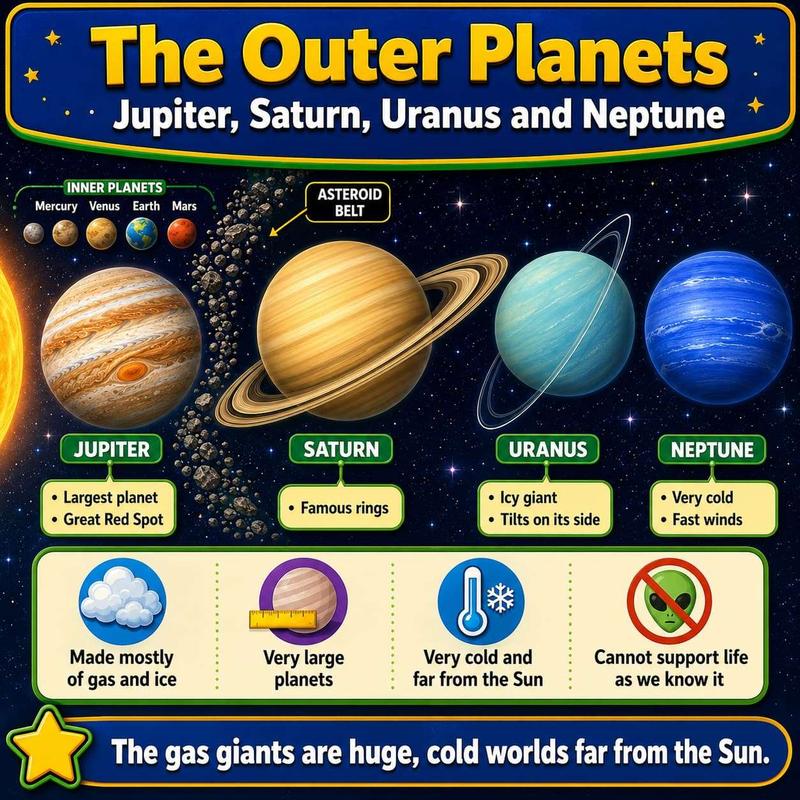 The Outer Planets
Jupiter, Saturn, Uranus and Neptune
INNER PLANETS
Mercury Venus Earth Mars
ASTEROID
BELT
JUPITER
• Largest planet
• Great Red Spot
SATURN
• Famous rings
URANUS
• Icy giant
• Tilts on its side
NEPTUNE
• Very cold
• Fast winds
Made mostly
of gas and ice
Very large
planets
Very cold and
far from the Sun
Cannot support life
as we know it
The gas giants are huge, cold worlds far from the Sun.